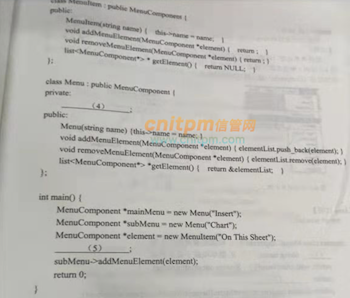 class MenuItem : public MenuComponent {
public:
MenuItem(string name) { this->name = name; }
void addMenuElement(MenuComponent *element) { return ; }
void removeMenuElement(MenuComponent *element) { return ; }
list<MenuComponent*> * getElement() { return NULL; }
};
class Menu : public MenuComponent {
private:
（4） ;
public:
Menu(string name) {this->name = name; }
void addMenuElement(MenuComponent *element) { elementList.push_back(element); }
void removeMenuElement(MenuComponent *element) { elementList.remove(element); }
list<MenuComponent*> *getElement() { return &elementList; }
};
cnitpm信管网
int main() {
MenuComponent *mainMenu = new Menu("Insert");
MenuComponent *subMenu = new Menu("Chart");
MenuComponent *element = new MenuItem("On This Sheet");
（5） ;
subMenu->addMenuElement(element);
return 0;
}